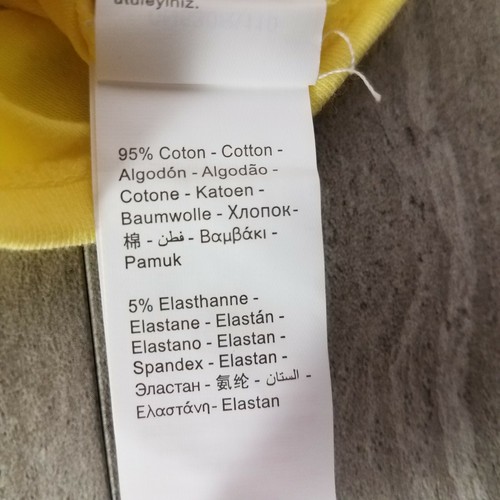 ütüleyiniz.
95% Coton - Cotton -
Algodón - Algodão -
Cotone - Katoen -
Baumwolle - Хлопок-
棉 - قطن - Βαμβάκι -
Pamuk
5% Elasthanne -
Elastane - Elastán -
Elastano - Elastan -
Spandex - Elastan -
Эластан - 氨纶 - الستان -
Ελαστάνη- Elastan